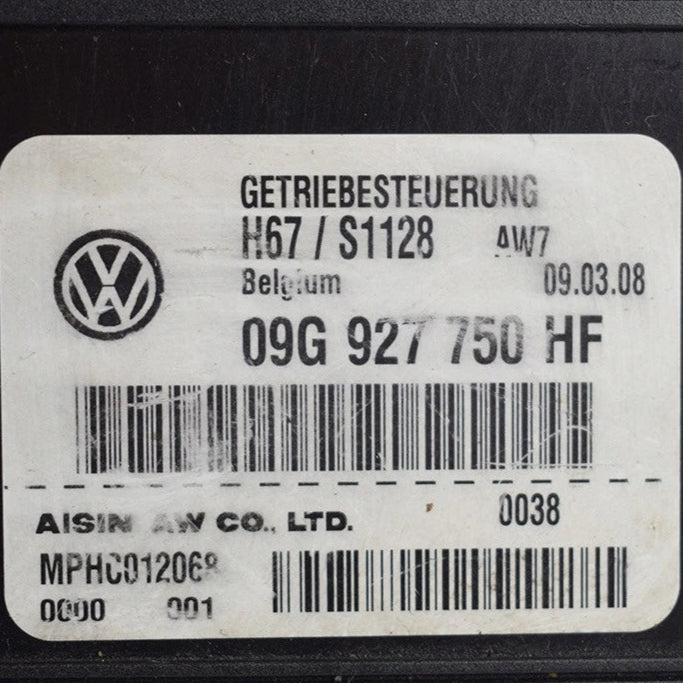 GETRIEBESTEUERUNG
H67 / S1128 AW7
Belgium 09.03.08
09G 927 750 HF
AISIN AW CO., LTD. 0038
MPHC012068
0000 001